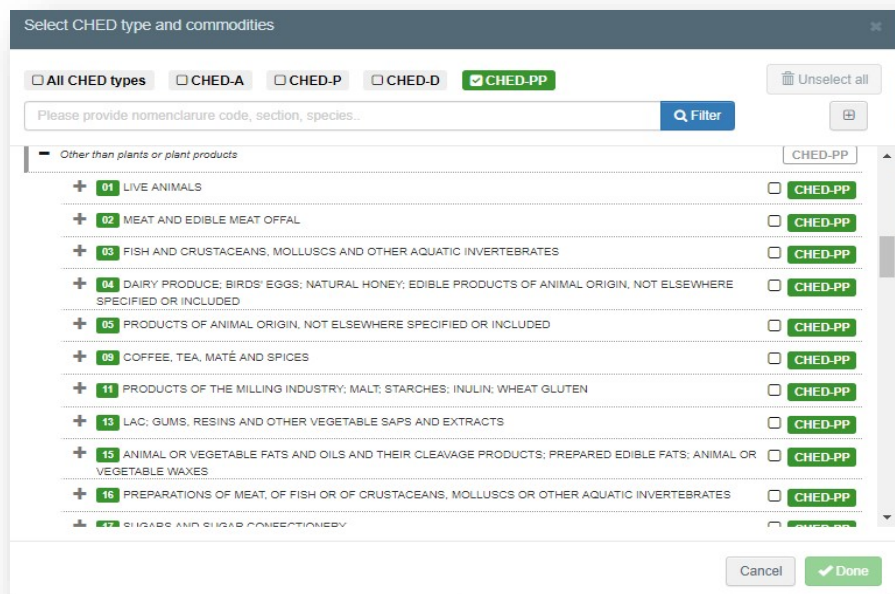 Select CHED type and commodities
All CHED types CHED-A CHED-P CHED-D CHED-PP Unselect all
Please provide nomenclarure code, section, species.. Filter
Other than plants or plant products CHED-PP
01 LIVE ANIMALS CHED-PP
02 MEAT AND EDIBLE MEAT OFFAL CHED-PP
03 FISH AND CRUSTACEANS, MOLLUSCS AND OTHER AQUATIC INVERTEBRATES CHED-PP
04 DAIRY PRODUCE; BIRDS' EGGS; NATURAL HONEY; EDIBLE PRODUCTS OF ANIMAL ORIGIN, NOT ELSEWHERE CHED-PP
SPECIFIED OR INCLUDED
05 PRODUCTS OF ANIMAL ORIGIN, NOT ELSEWHERE SPECIFIED OR INCLUDED CHED-PP
09 COFFEE, TEA, MATÉ AND SPICES CHED-PP
11 PRODUCTS OF THE MILLING INDUSTRY; MALT; STARCHES; INULIN; WHEAT GLUTEN CHED-PP
13 LAC; GUMS, RESINS AND OTHER VEGETABLE SAPS AND EXTRACTS CHED-PP
15 ANIMAL OR VEGETABLE FATS AND OILS AND THEIR CLEAVAGE PRODUCTS; PREPARED EDIBLE FATS; ANIMAL OR CHED-PP
VEGETABLE WAXES
16 PREPARATIONS OF MEAT, OF FISH OR OF CRUSTACEANS, MOLLUSCS OR OTHER AQUATIC INVERTEBRATES CHED-PP
17 SUGARS AND SUGAR CONFECTIONERY CHED-PP
Cancel Done